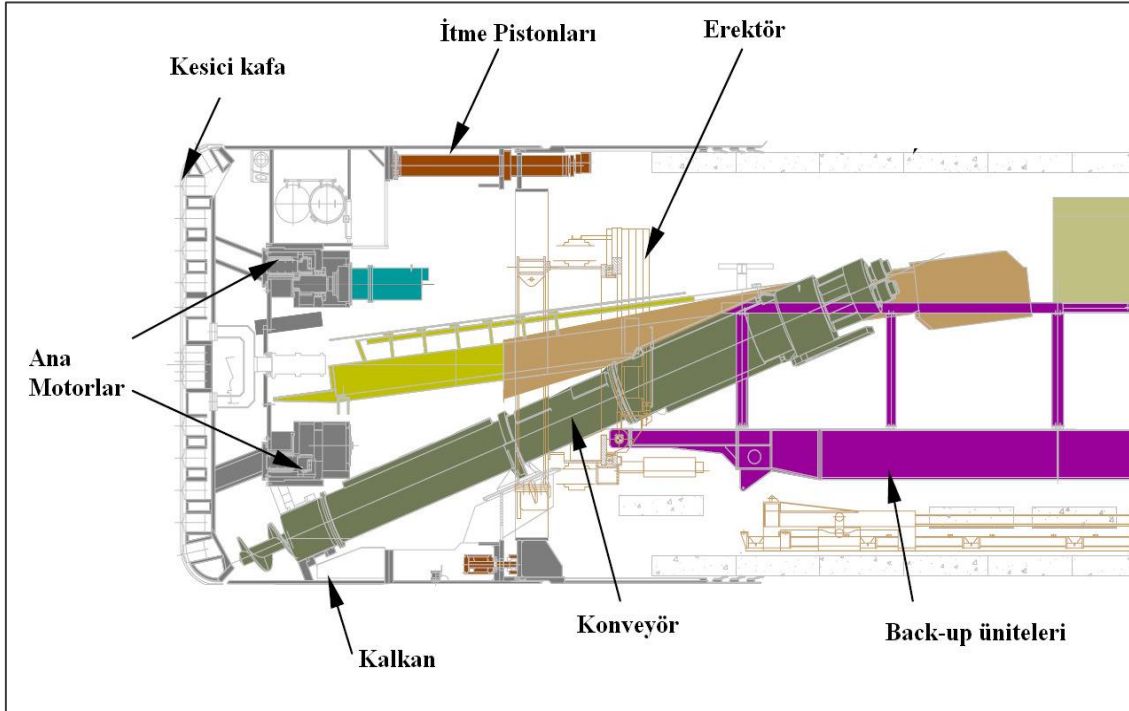 İtme Pistonları
Erektör
Kesici kafa
Ana
Motorlar
Konveyör
Back-up üniteleri
Kalkan